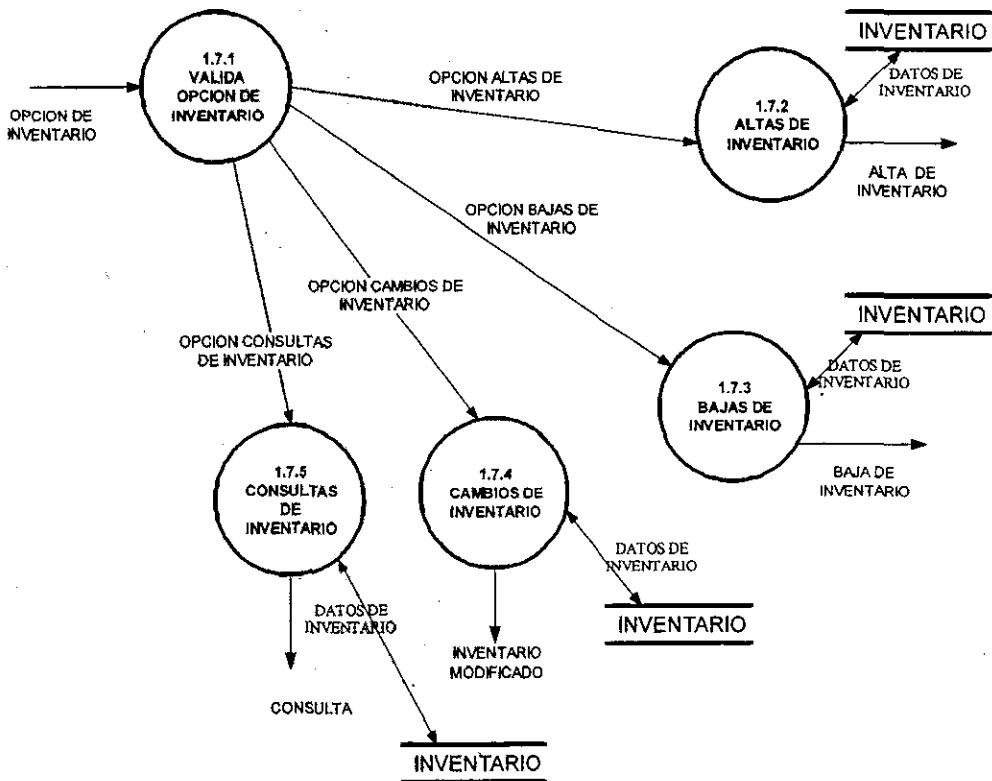 INVENTARIO
1.7.1
VALIDA
OPCION DE
INVENTARIO
OPCION DE
INVENTARIO
OPCION ALTAS DE
INVENTARIO
DATOS DE
INVENTARIO
1.7.2
ALTAS DE
INVENTARIO
ALTA DE
INVENTARIO
OPCION BAJAS DE
INVENTARIO
OPCION CAMBIOS DE
INVENTARIO
OPCION CONSULTAS
DE INVENTARIO
INVENTARIO
DATOS DE
INVENTARIO
1.7.3
BAJAS DE
INVENTARIO
BAJA DE
INVENTARIO
1.7.5
CONSULTAS
DE
INVENTARIO
1.7.4
CAMBIOS DE
INVENTARIO
DATOS DE
INVENTARIO
INVENTARIO
DATOS DE
INVENTARIO
INVENTARIO
MODIFICADO
CONSULTA
INVENTARIO